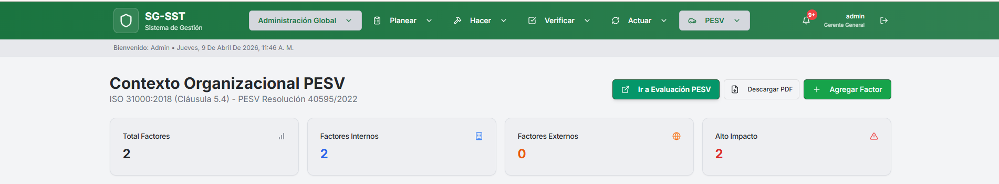 SG-SST
Sistema de Gestión
Administración Global
Planear
Hacer
Verificar
Actuar
PESV
9+
admin
Gerente General
Bienvenido: Admin • Jueves, 9 De Abril De 2026, 11:46 A. M.
Contexto Organizacional PESV
ISO 31000:2018 (Cláusula 5.4) - PESV Resolución 40595/2022
Ir a Evaluación PESV
Descargar PDF
Agregar Factor
Total Factores
2
Factores Internos
2
Factores Externos
0
Alto Impacto
2